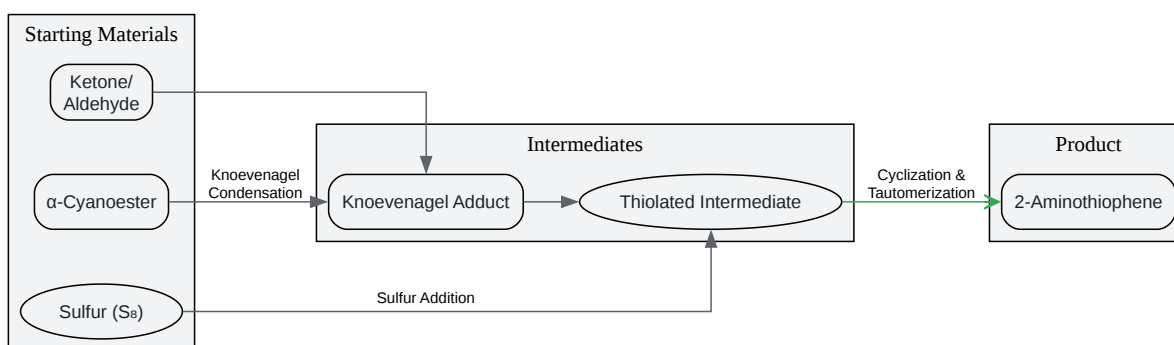 Starting Materials
Ketone/
Aldehyde
α-Cyanoester
Sulfur (S₈)
Knoevenagel
Condensation
Sulfur Addition
Intermediates
Knoevenagel Adduct
Thiolated Intermediate
Cyclization &
Tautomerization
Product
2-Aminothiophene